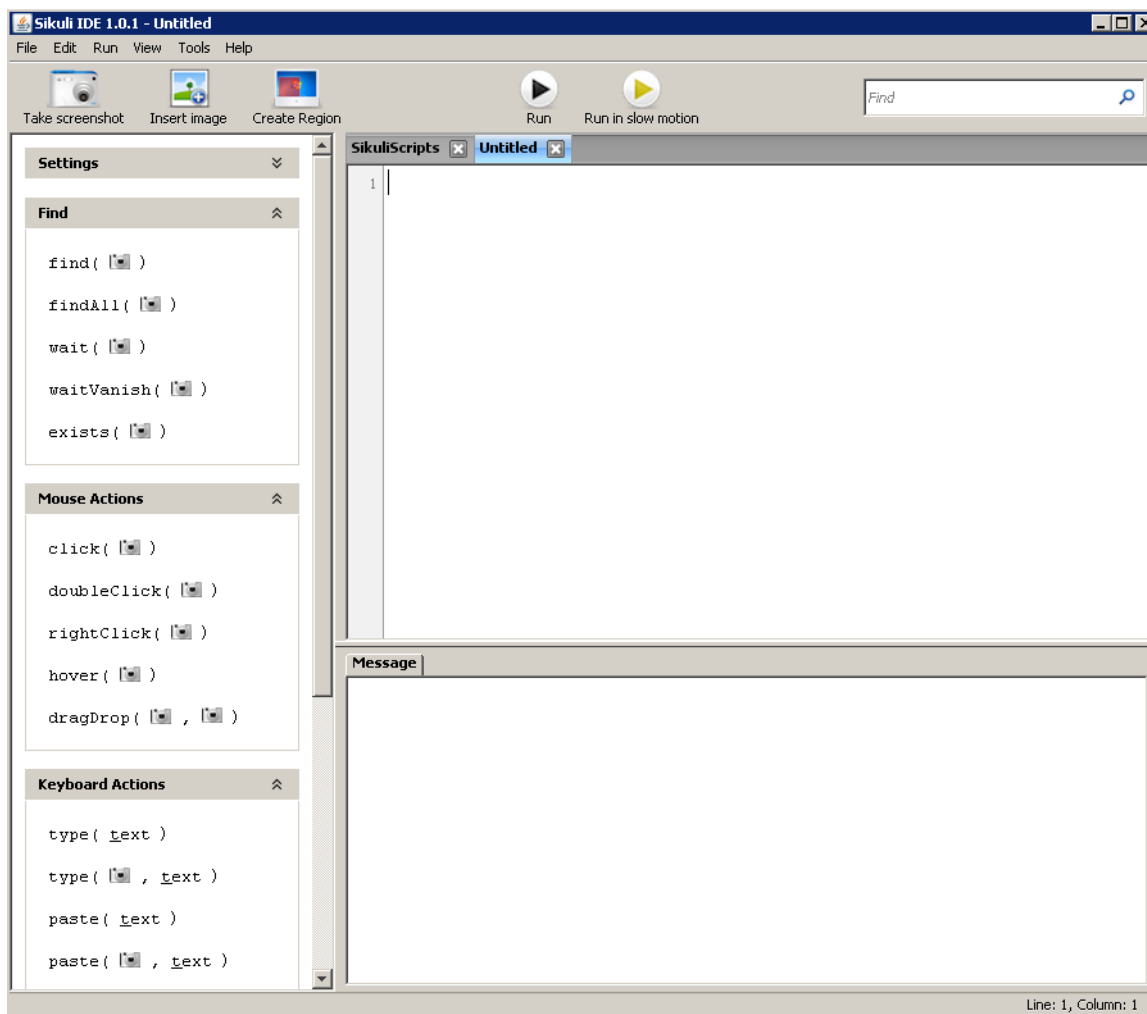 Sikuli IDE 1.0.1 - Untitled
File Edit Run View Tools Help
Take screenshot Insert image Create Region Run Run in slow motion Find
Settings
Find
find( )
findAll( )
wait( )
waitVanish( )
exists( )
Mouse Actions
click( )
doubleClick( )
rightClick( )
hover( )
dragDrop( , )
Keyboard Actions
type( text )
type( , text )
paste( text )
paste( , text )
SikuliScripts Untitled
1
Message
Line: 1, Column: 1